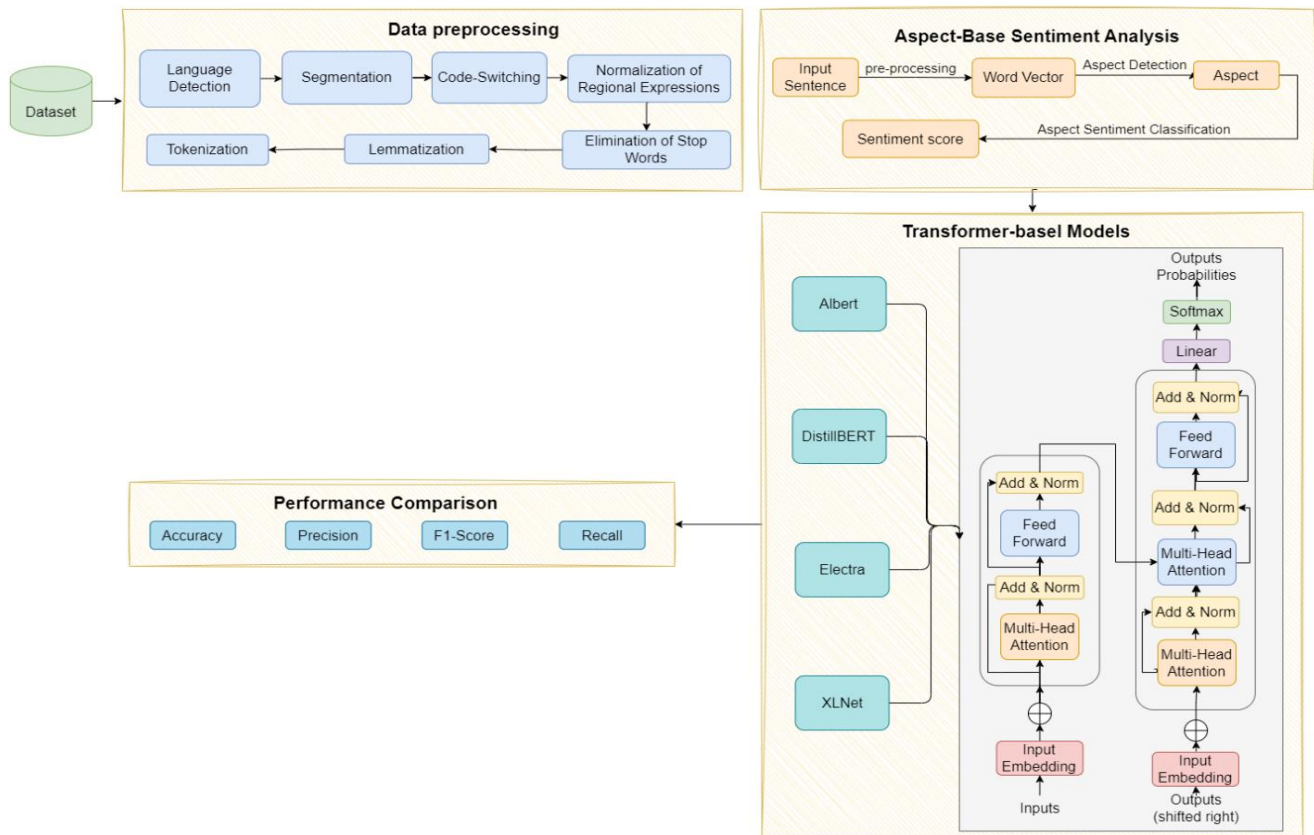 Data preprocessing
Dataset
Language
Detection
Segmentation
Code-Switching
Normalization of
Regional Expressions
Tokenization
Lemmatization
Elimination of Stop
Words
Aspect-Base Sentiment Analysis
Input
Sentence
pre-processing
Word Vector
Aspect Detection
Aspect
Sentiment score
Aspect Sentiment Classification
Transformer-basel Models
Albert
DistillBERT
Electra
XLNet
Outputs
Probabilities
Softmax
Linear
Add & Norm
Feed
Forward
Add & Norm
Multi-Head
Attention
Add & Norm
Multi-Head
Attention
Input
Embedding
Outputs
(shifted right)
Add & Norm
Feed
Forward
Add & Norm
Multi-Head
Attention
Input
Embedding
Inputs
Performance Comparison
Accuracy
Precision
F1-Score
Recall